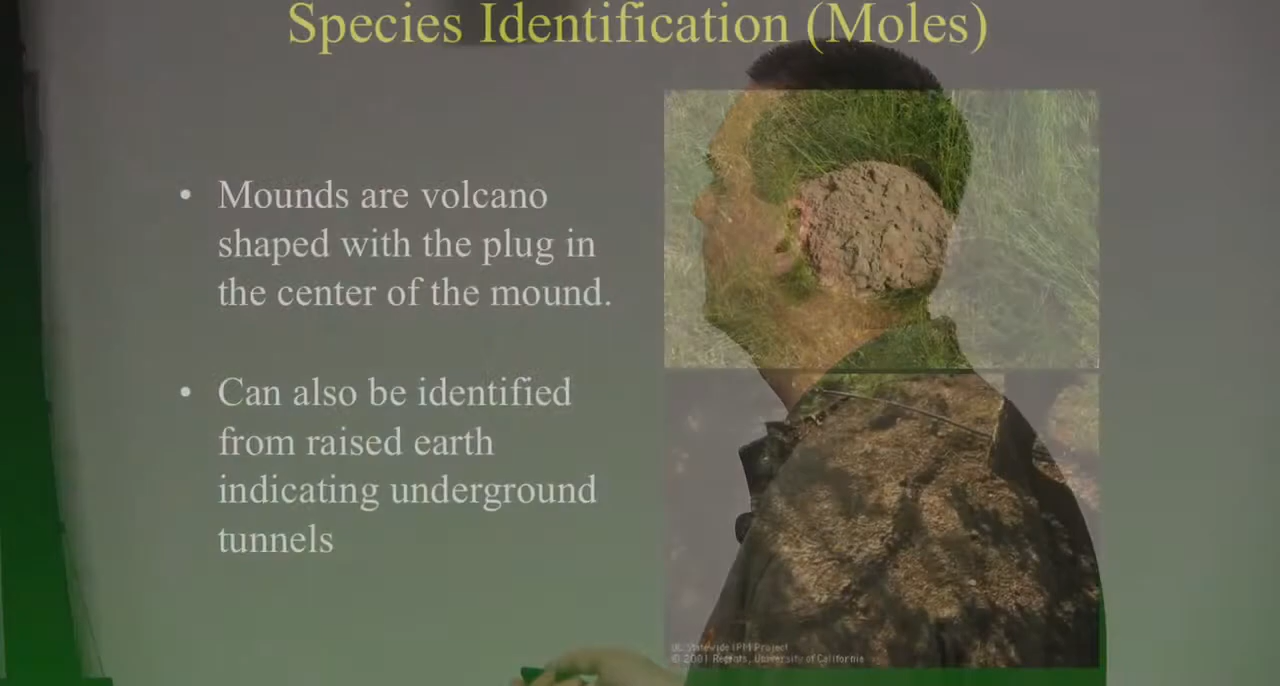 Species Identification (Moles)
• Mounds are volcano
shaped with the plug in
the center of the mound.
• Can also be identified
from raised earth
indicating underground
tunnels
UC Statewide IPM Project
© 2001 Regents, University of California